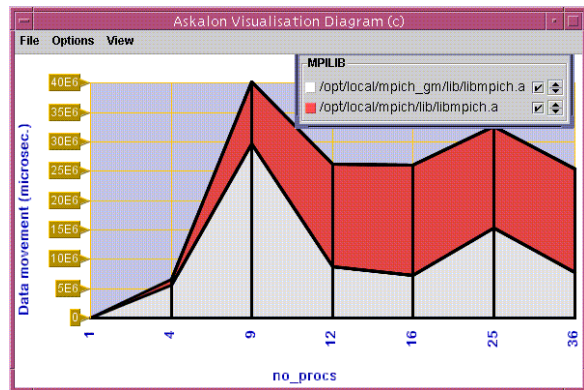 Askalon Visualisation Diagram (c)
File Options View
MPILIB
/opt/local/mpich_gm/lib/libmpich.a
/opt/local/mpich/lib/libmpich.a
Data movement (microsec.)
40E6
35E6
30E6
25E6
20E6
15E6
10E6
5E6
0
1 4 9 12 16 25 36
no_procs